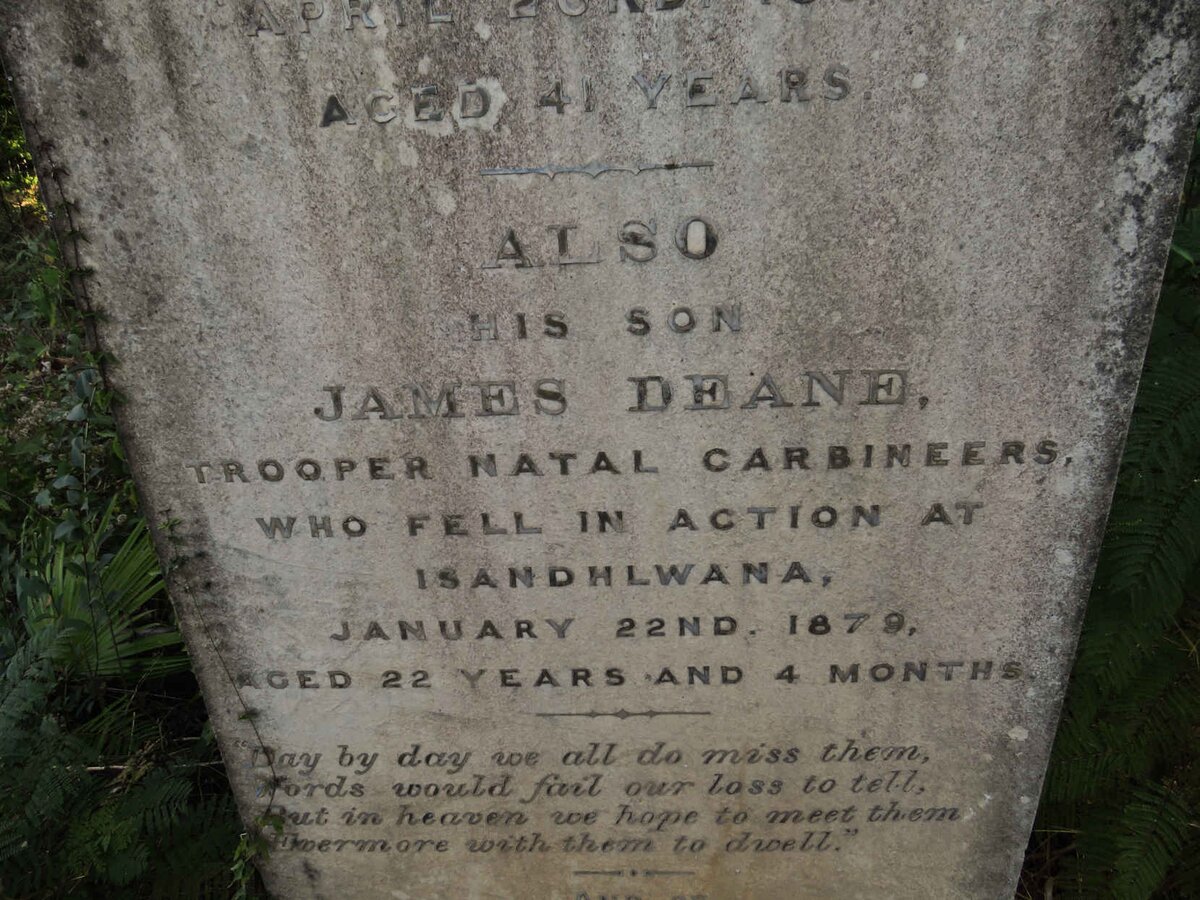 APRIL 
AGED 41 YEARS.
ALSO
HIS SON
JAMES DEANE,
TROOPER NATAL CARBINEERS,
WHO FELL IN ACTION AT
ISANDHLWANA,
JANUARY 22ND. 1879,
AGED 22 YEARS AND 4 MONTHS.
"Day by day we all do miss them,
Words would fail our loss to tell,
But in heaven we hope to meet them
Evermore with them to dwell."